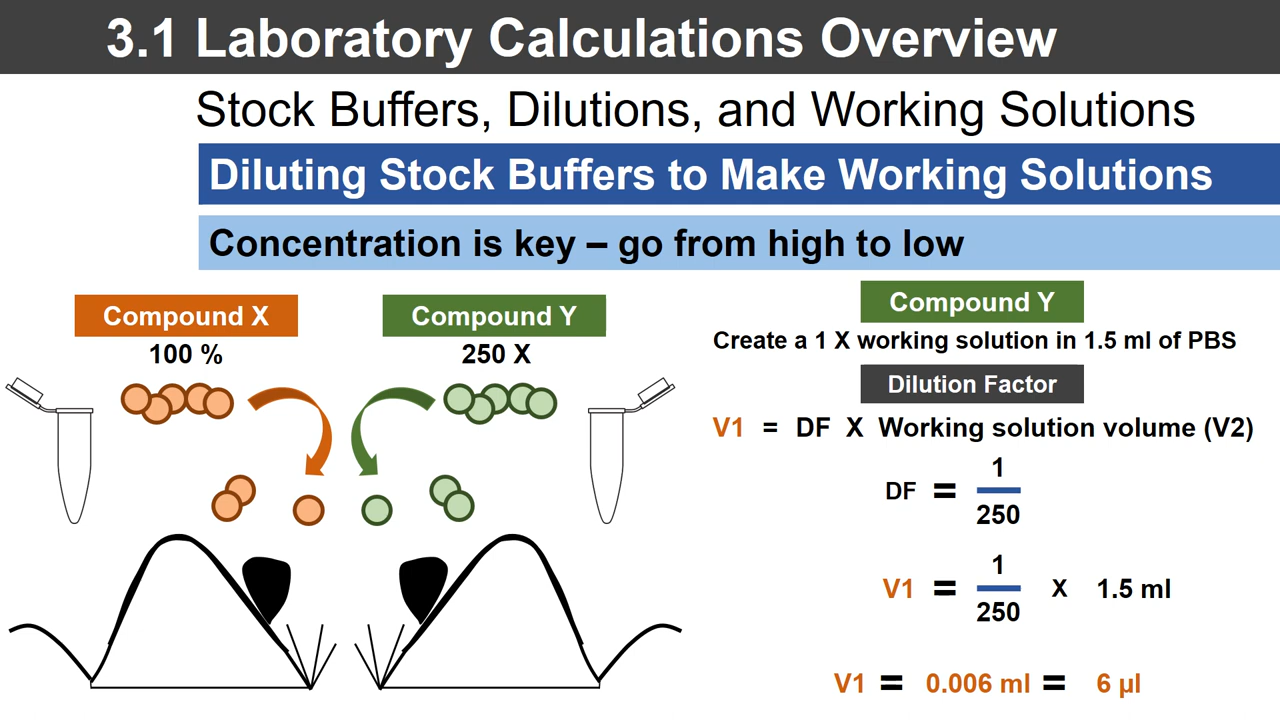 3.1 Laboratory Calculations Overview
Stock Buffers, Dilutions, and Working Solutions
Diluting Stock Buffers to Make Working Solutions
Concentration is key – go from high to low
Compound X
100 %
Compound Y
250 X
Compound Y
Create a 1 X working solution in 1.5 ml of PBS
Dilution Factor
V1 = DF X Working solution volume (V2)
DF = 1
250
V1 = 1
250
X 1.5 ml
V1 = 0.006 ml = 6 µl